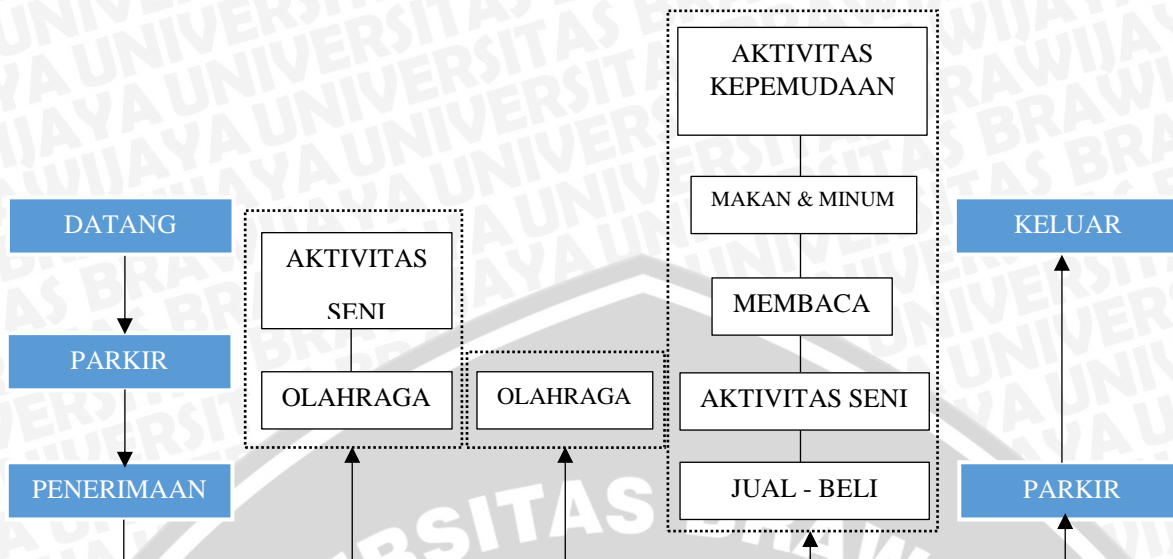 AKTIVITAS
KEPEMUDAAN
MAKAN & MINUM
DATANG
KELUAR
AKTIVITAS
SENI
MEMBACA
PARKIR
OLAHRAGA
OLAHRAGA
AKTIVITAS SENI
PENERIMAAN
JUAL - BELI
PARKIR